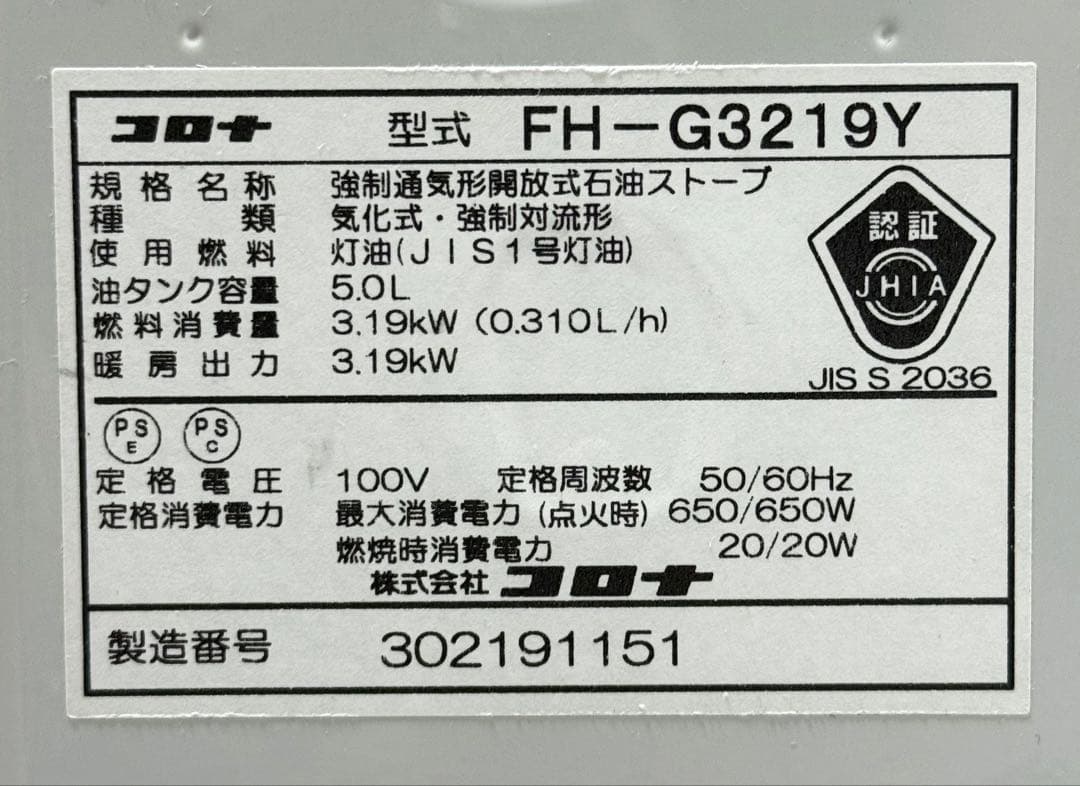 コロナ 型式 FH-G3219Y
規格名称 強制通気形開放式石油ストーブ
種類 気化式・強制対流形
使用燃料 灯油(JIS1号灯油)
油タンク容量 5.0L
燃料消費量 3.19kW (0.310L/h)
暖房出力 3.19kW
認証
JHIA
JIS S 2036
PS E PS C
定格電圧 100V 定格周波数 50/60Hz
定格消費電力 最大消費電力(点火時) 650/650W
燃焼時消費電力 20/20W
株式会社 コロナ
製造番号 302191151